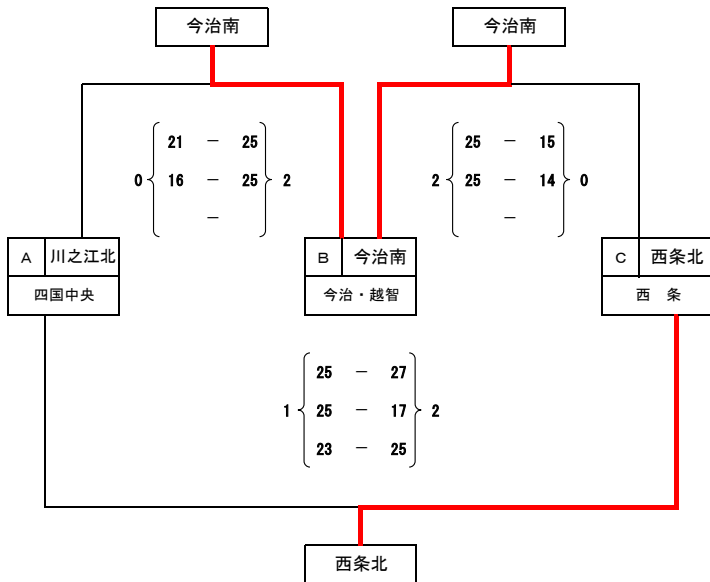 今治南 今治南
21 － 25 25 － 15
0 16 － 25 2 2 25 － 14 0
－ －
A 川之江北 B 今治南 C 西条北
四国中央 今治・越智 西　条
25 － 27
1 25 － 17 2
23 － 25
西条北